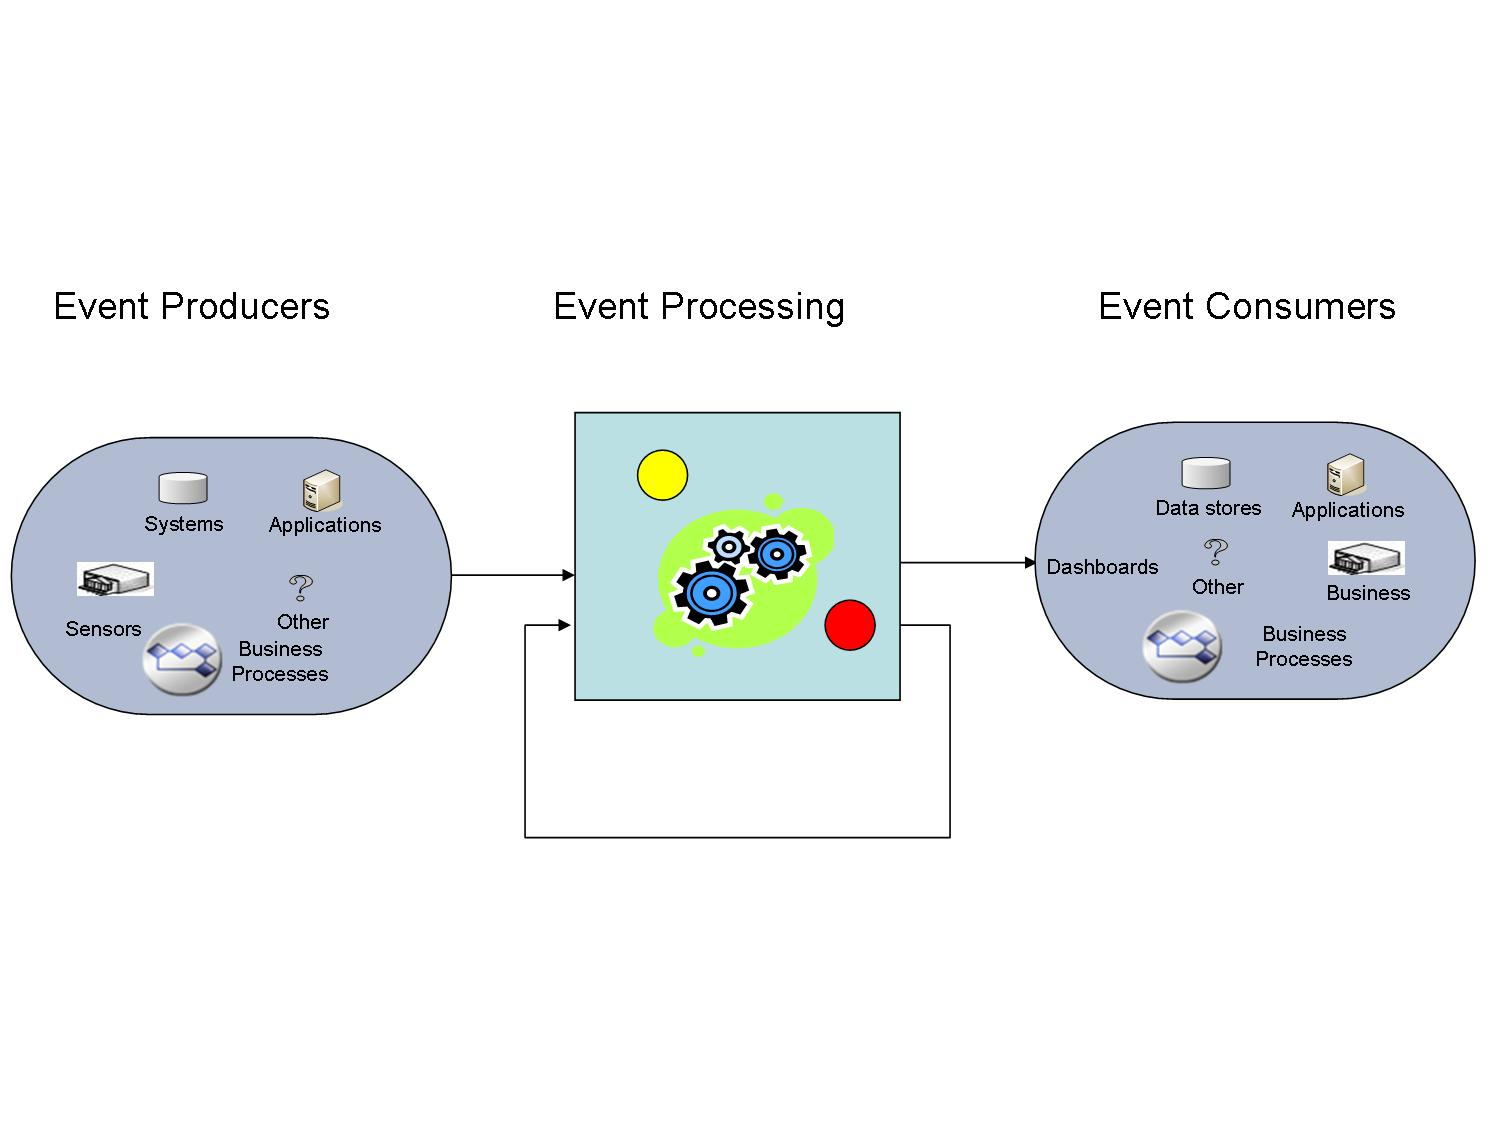 Event Producers
Event Processing
Event Consumers
Systems
Applications
Sensors
Other
Business
Processes
Data stores
Applications
Dashboards
Other
Business
Business
Processes